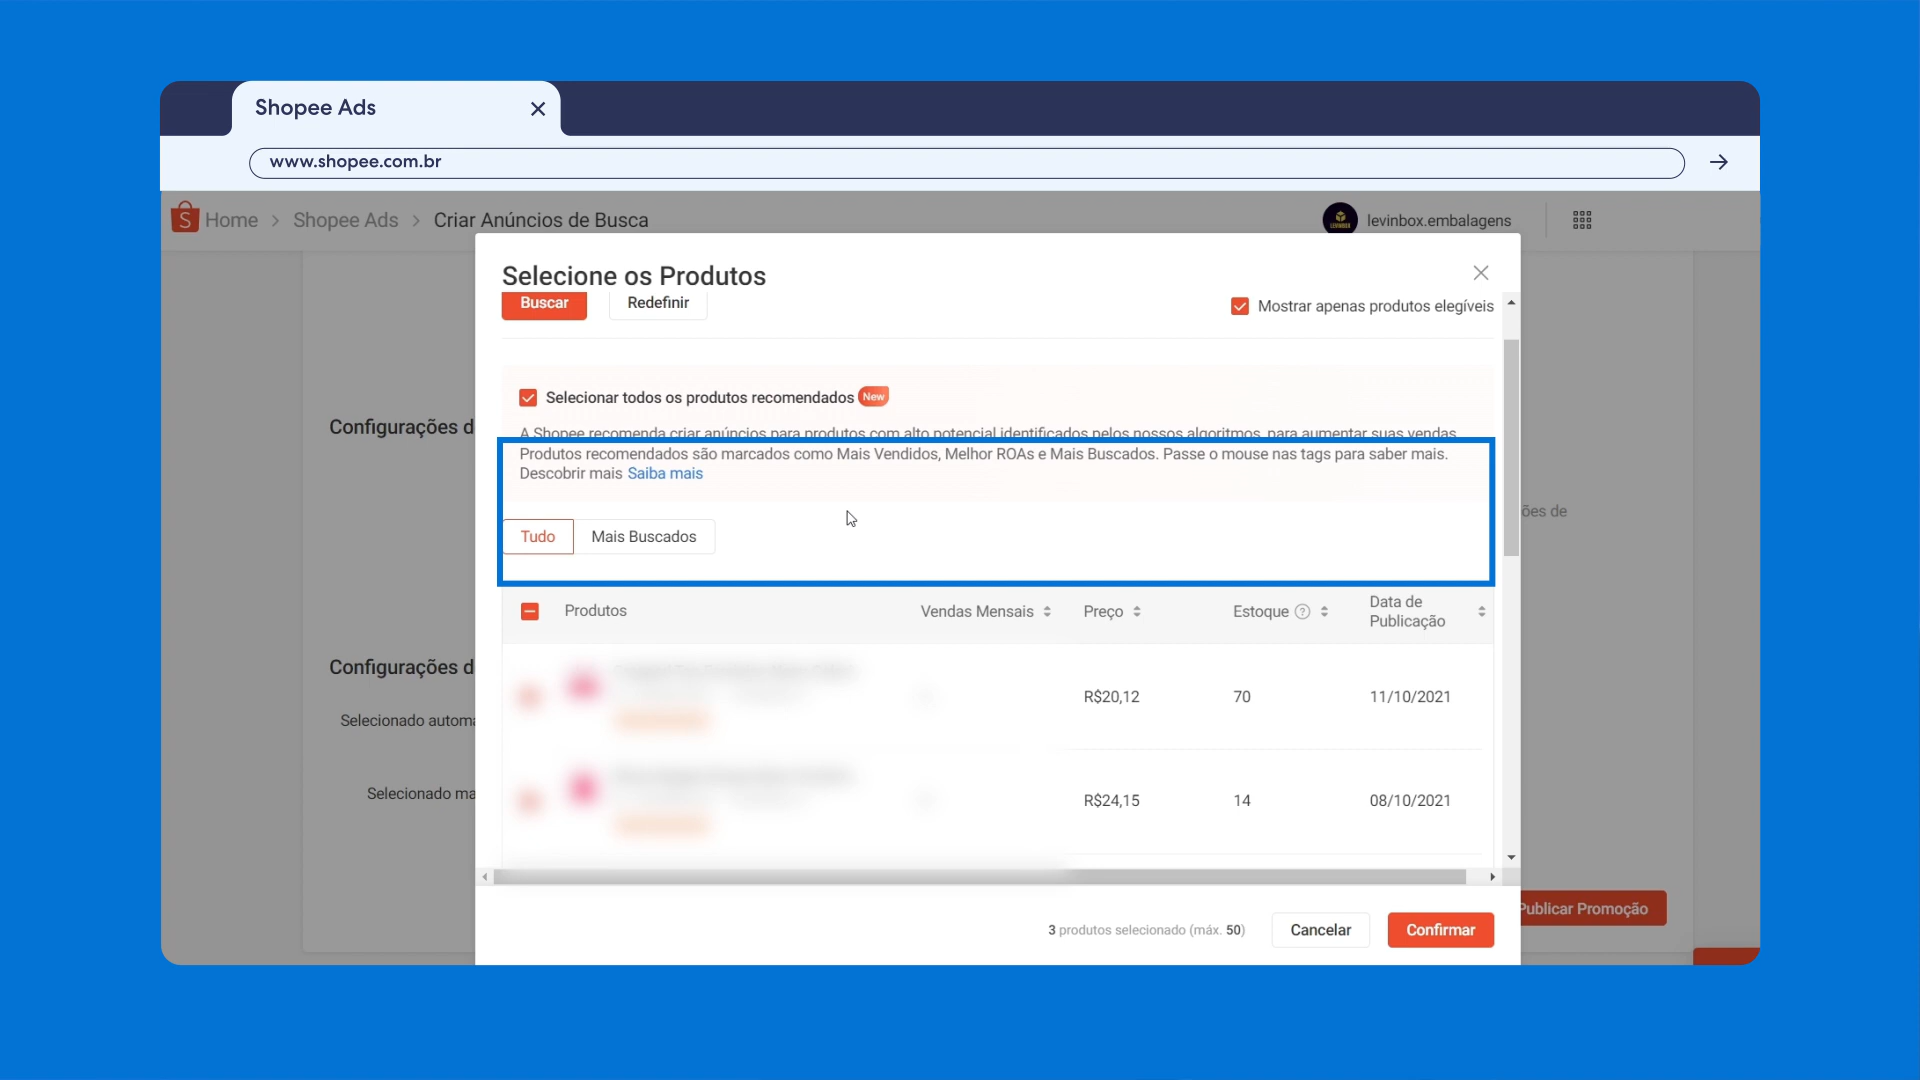 Shopee Ads
www.shopee.com.br
Home > Shopee Ads > Criar Anúncios de Busca
levinbox.embalagens
Selecione os Produtos
Buscar Redefinir
Mostrar apenas produtos elegíveis
Selecionar todos os produtos recomendados New
A Shopee recomenda criar anúncios para produtos com alto potencial identificados pelos nossos algoritmos, para aumentar suas vendas.
Produtos recomendados são marcados como Mais Vendidos, Melhor ROAs e Mais Buscados. Passe o mouse nas tags para saber mais.
Descobrir mais Saiba mais
Tudo Mais Buscados
Produtos Vendas Mensais Preço Estoque Data de
Publicação
R$20,12 70 11/10/2021
R$24,15 14 08/10/2021
3 produtos selecionado (máx. 50)
Cancelar Confirmar
Configurações d
Configurações d
Selecionado automa
Selecionado ma
ões de
Publicar Promoção